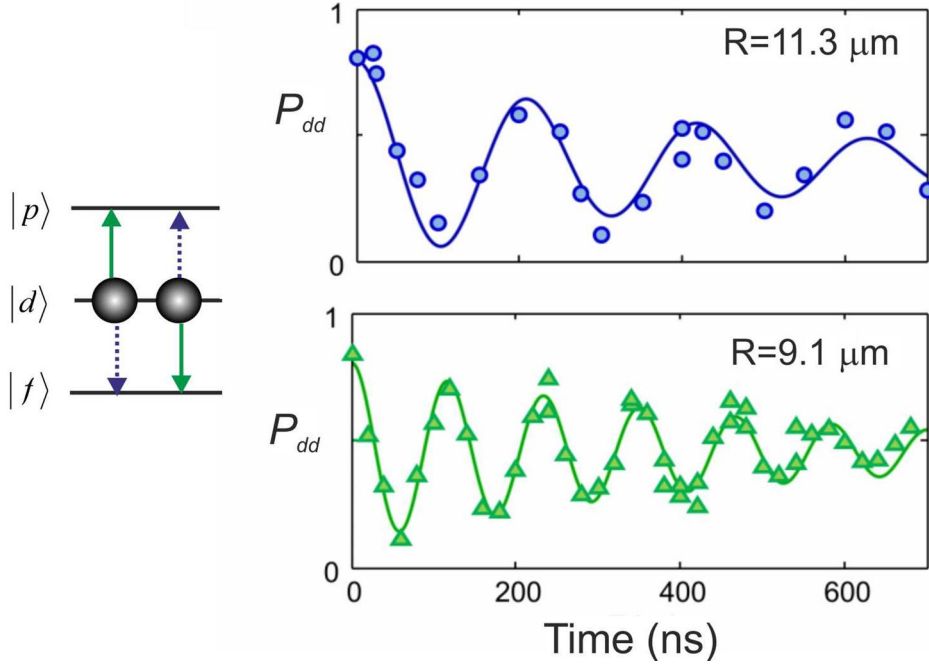 |p⟩
|d⟩
|f⟩
1
P_dd
0
R=11.3 μm
1
P_dd
0
R=9.1 μm
0 200 400 600
Time (ns)